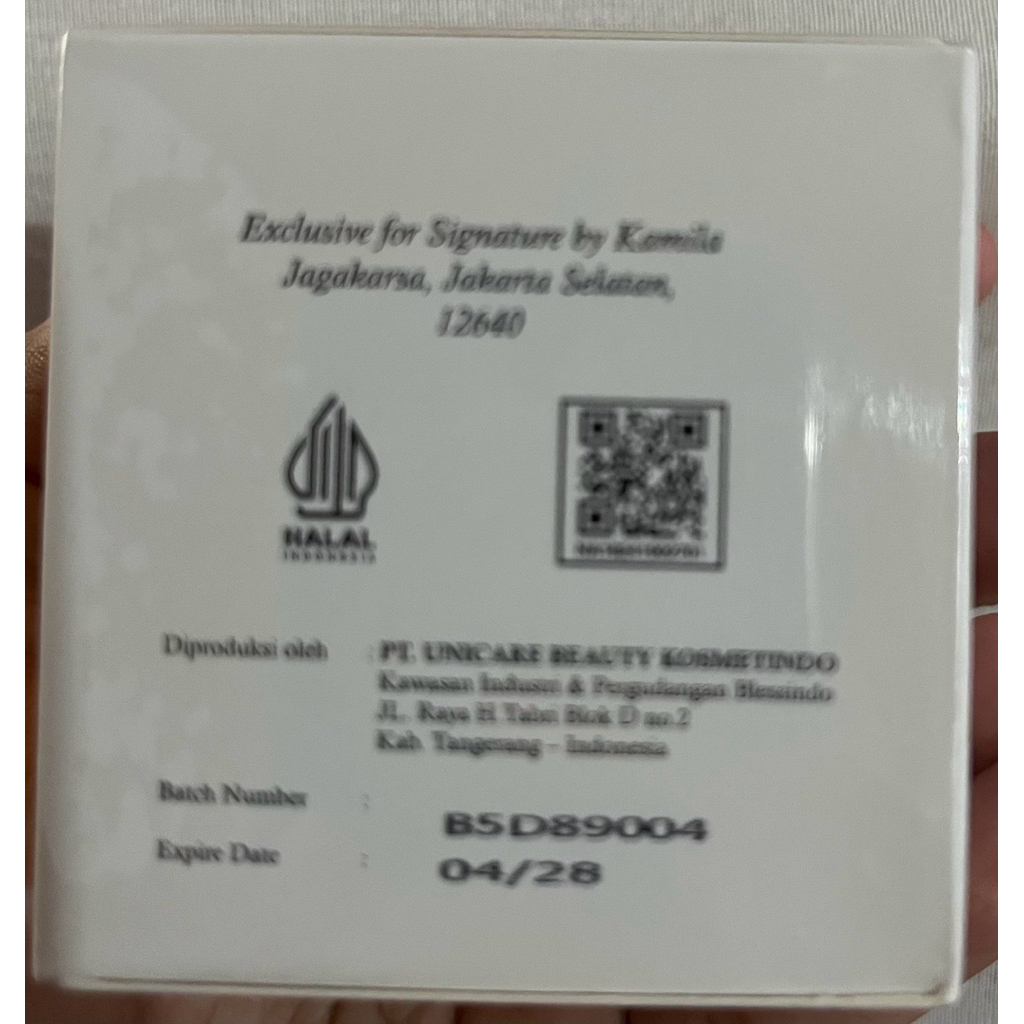 Exclusive for Signature by Kamila
Jagakarsa, Jakarta Selatan,
12640
HALAL
INDONESIA
Diproduksi oleh : PT. UNICARE BEAUTY KOSMETINDO
Kawasan Industri & Pergudangan Blessindo
JL. Raya H Tabri Blok D no.2
Kab. Tangerang - Indonesia
Batch Number : B5D89004
Expire Date : 04/28